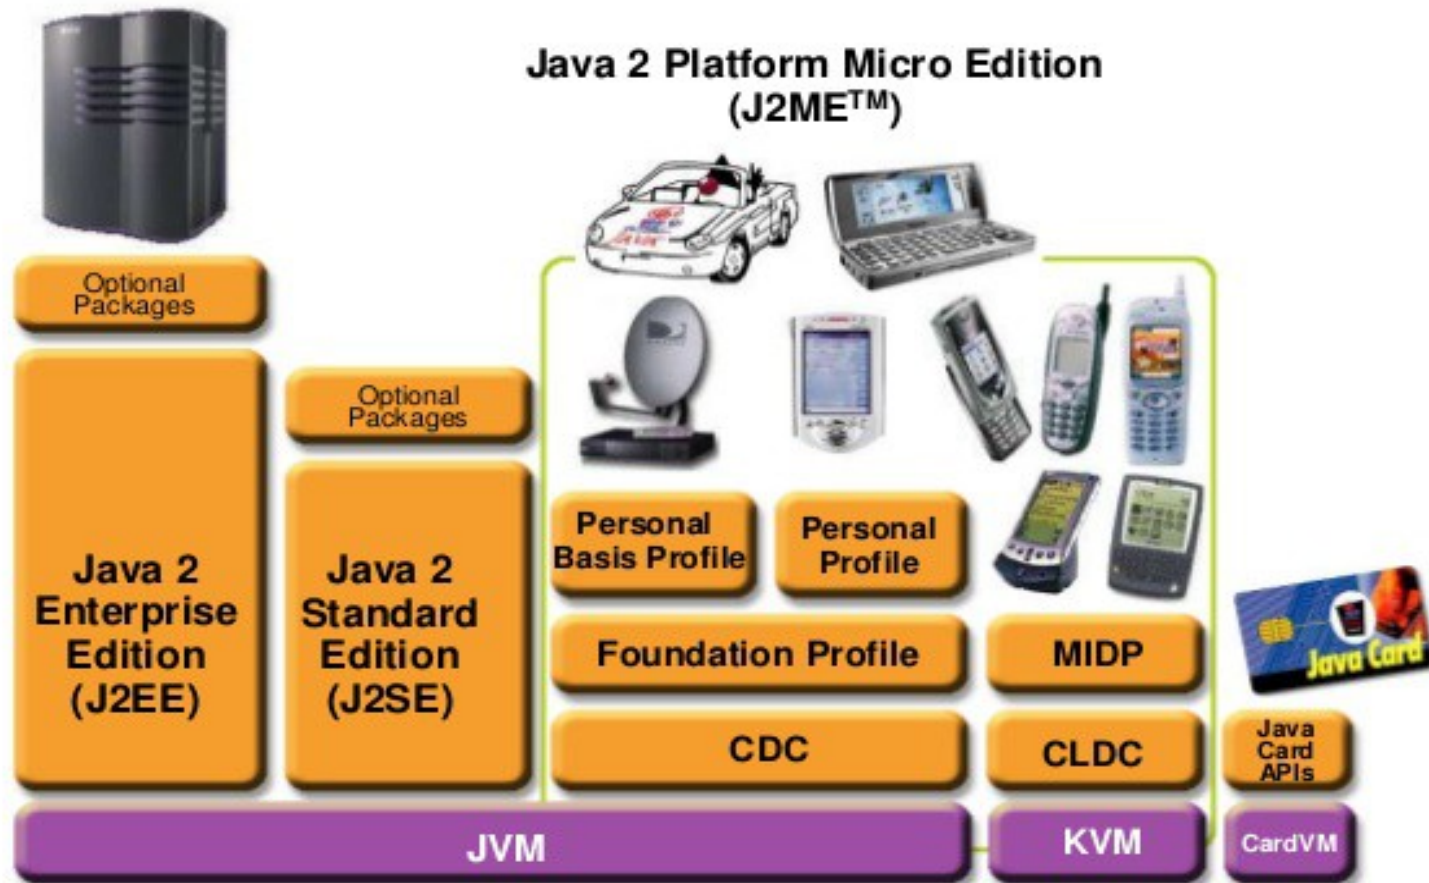 Java 2 Platform Micro Edition
(J2ME™)
Optional
Packages
Optional
Packages
Java 2
Enterprise
Edition
(J2EE)
Java 2
Standard
Edition
(J2SE)
Personal
Basis Profile
Personal
Profile
Foundation Profile
MIDP
Java Card
CDC
CLDC
Java
Card
APIs
JVM
KVM
CardVM